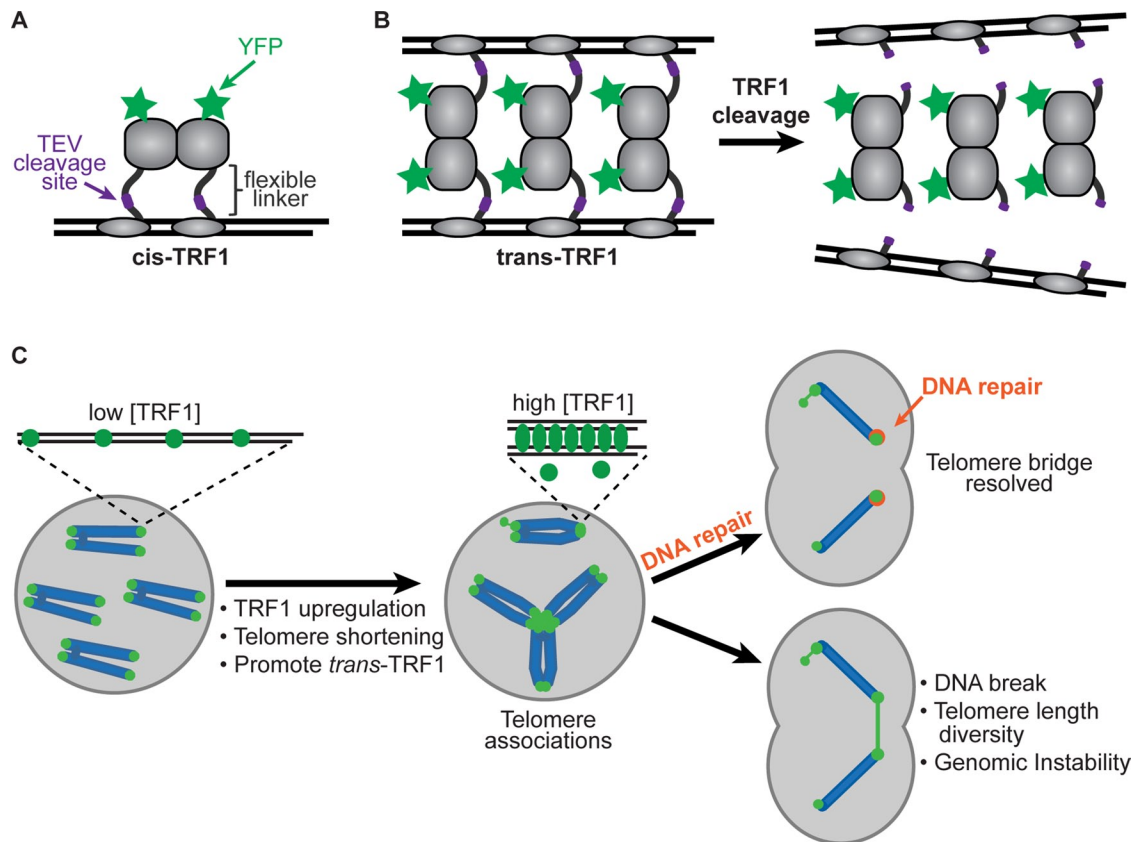 A
YFP
TEV
cleavage
site
flexible
linker
cis-TRF1
B
TRF1
cleavage
trans-TRF1
C
low [TRF1]
• TRF1 upregulation
• Telomere shortening
• Promote trans-TRF1
high [TRF1]
Telomere
associations
DNA repair
DNA repair
Telomere bridge
resolved
• DNA break
• Telomere length
diversity
• Genomic Instability